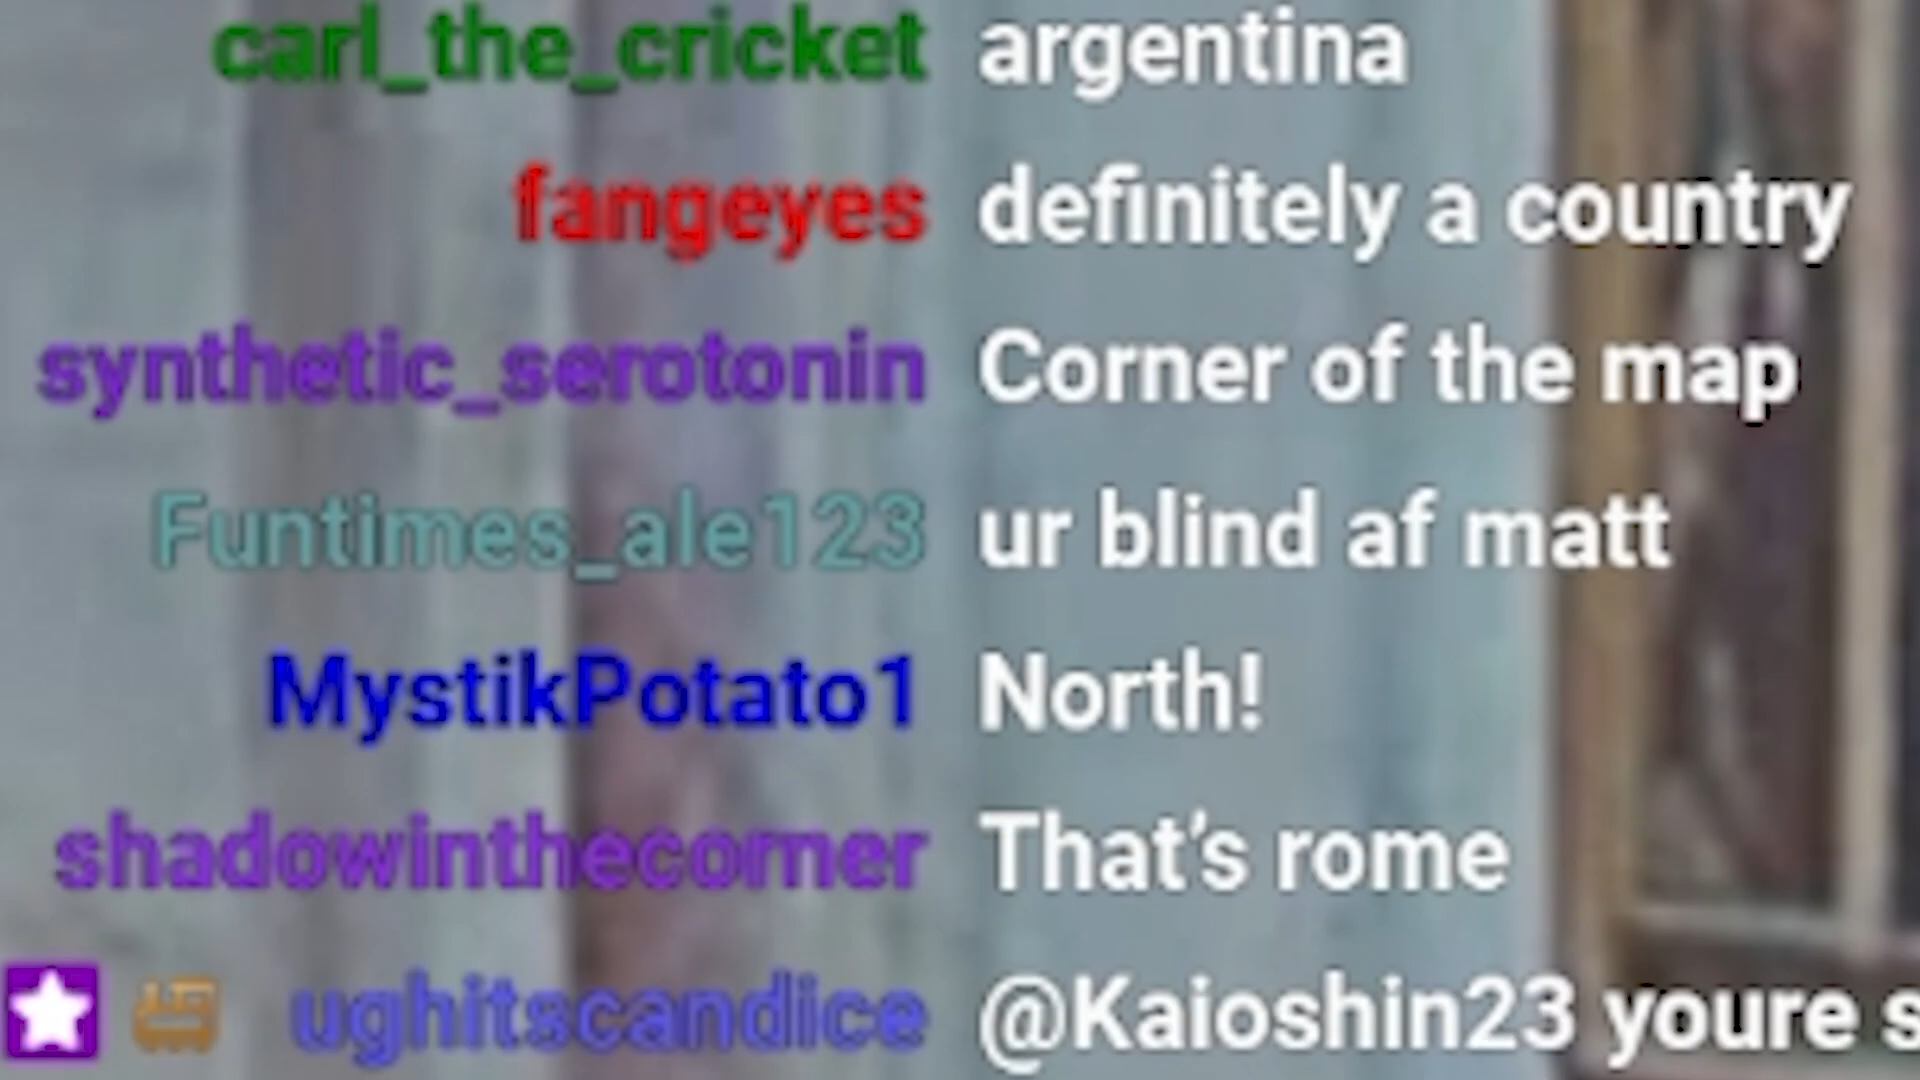 carl_the_cricket argentina
fangeyes definitely a country
synthetic_serotonin Corner of the map
Funtimes_ale123 ur blind af matt
MystikPotato1 North!
shadowinthecorner That's rome
ughitscandice @Kaioshin23 youre s